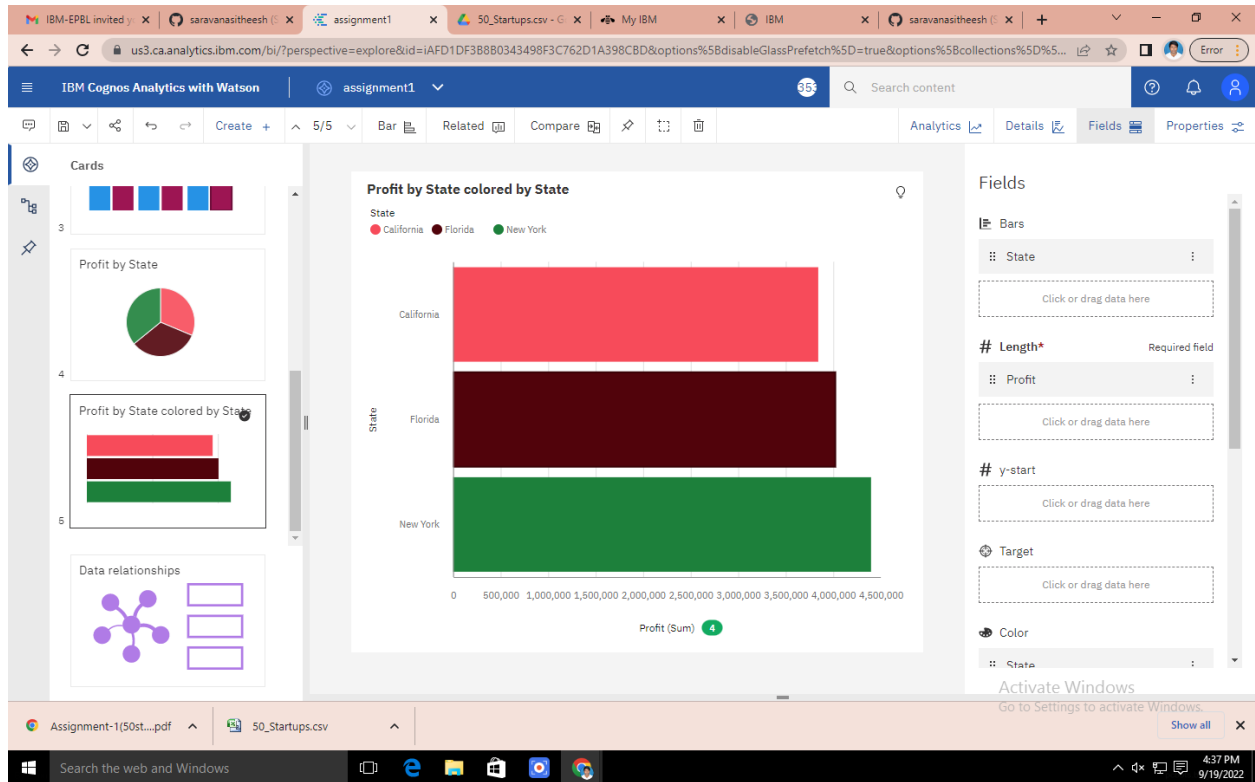 IBM-EPBL invited y
saravanasitheesh (S
assignment1
50_Startups.csv - G
My IBM
IBM
saravanasitheesh (S
us3.ca.analytics.ibm.com/bi/?perspective=explore&id=iAFD1DF3B8B0343498F3C762D1A398CBD&options%5BdisableGlassPrefetch%5D=true&options%5Bcollections%5D%5...
Error
IBM Cognos Analytics with Watson
assignment1
353
Search content
Create +
5/5
Bar
Related
Compare
Analytics
Details
Fields
Properties
Cards
3
Profit by State
4
Profit by State colored by State
5
Data relationships
Profit by State colored by State
State
California Florida New York
California
Florida
New York
State
0 500,000 1,000,000 1,500,000 2,000,000 2,500,000 3,000,000 3,500,000 4,000,000 4,500,000
Profit (Sum) 4
Fields
Bars
State
Click or drag data here
# Length* Required field
Profit
Click or drag data here
# y-start
Click or drag data here
Target
Click or drag data here
Color
State
Activate Windows
Go to Settings to activate Windows.
Assignment-1(50st....pdf
50_Startups.csv
Show all
Search the web and Windows
4:37 PM
9/19/2022